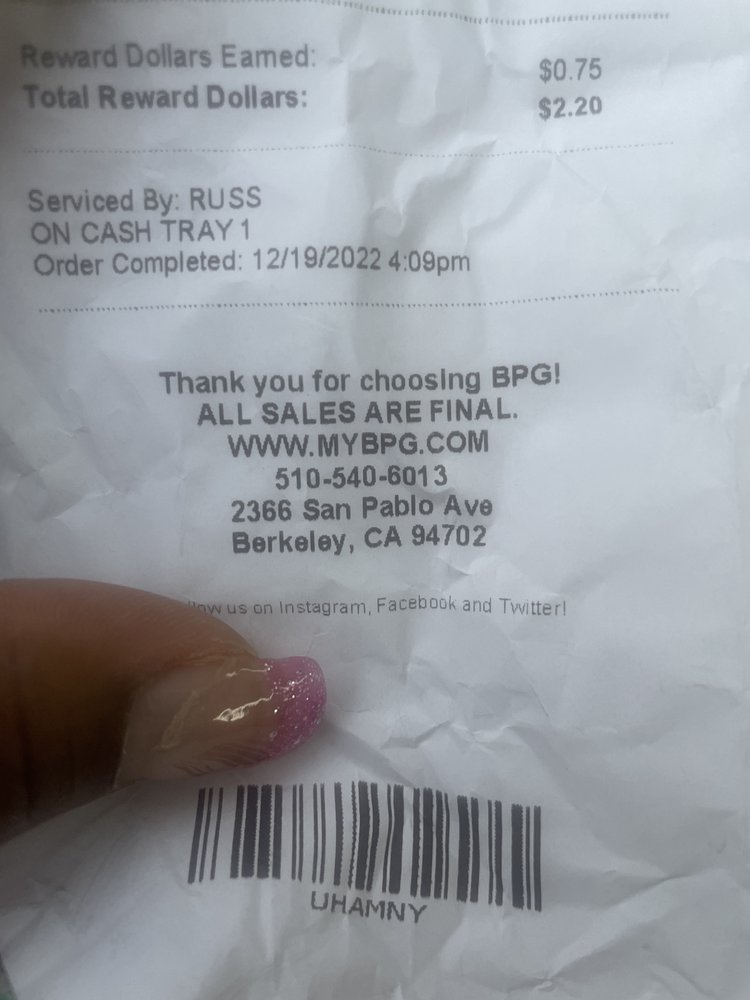 Reward Dollars Earned: $0.75
Total Reward Dollars: $2.20
Serviced By: RUSS
ON CASH TRAY 1
Order Completed: 12/19/2022 4:09pm
Thank you for choosing BPG!
ALL SALES ARE FINAL.
WWW.MYBPG.COM
510-540-6013
2366 San Pablo Ave
Berkeley, CA 94702
us on Instagram, Facebook and Twitter!
UHAMNY